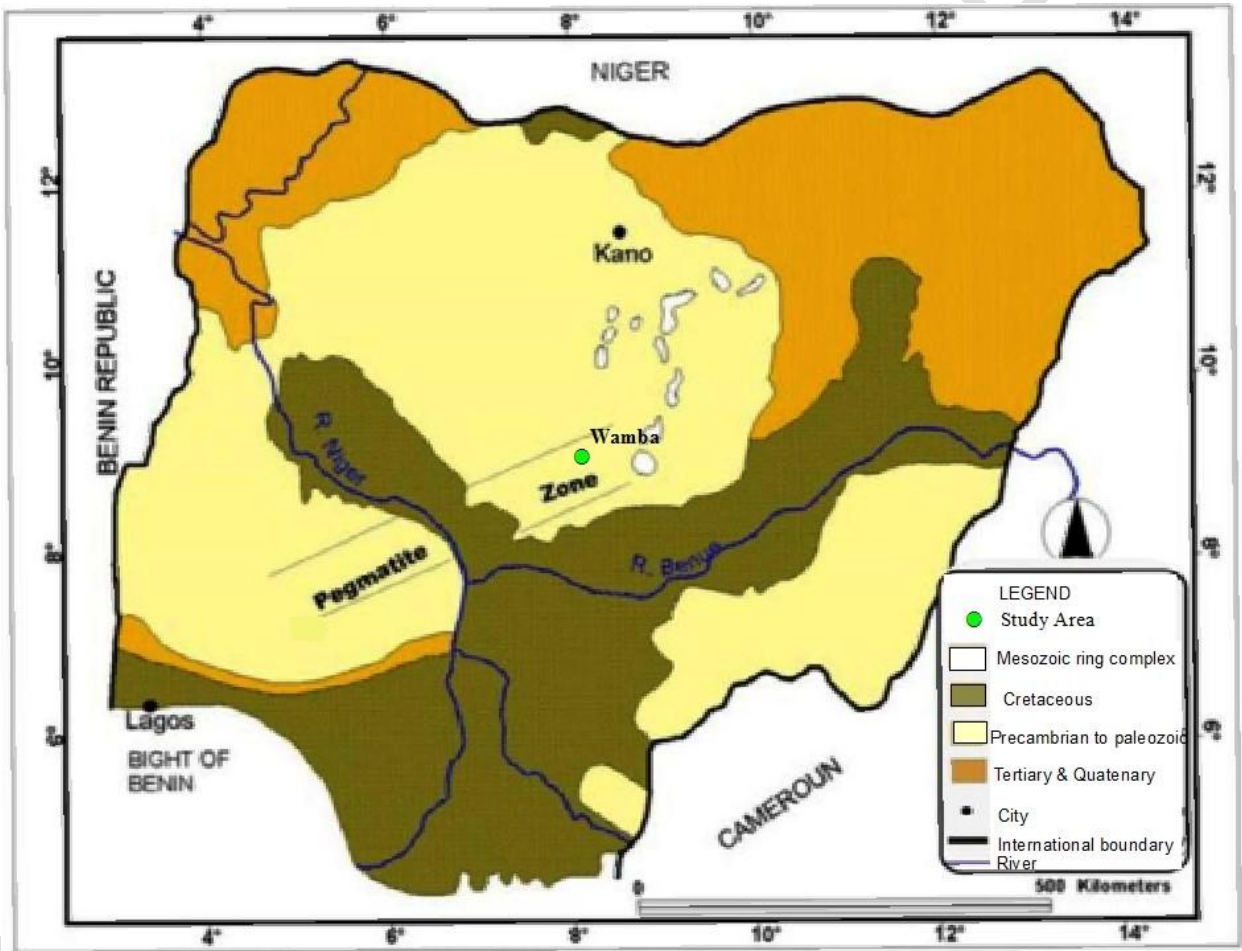 4° 6° 8° 10° 12° 14°
NIGER
12°
12°
Kano
BENIN REPUBLIC
10°
10°
R. Niger
Wamba
Zone
8°
8°
Pegmatite
R. Benue
LEGEND
Study Area
Mesozoic ring complex
Cretaceous
Precambrian to paleozoic
Tertiary & Quatenary
City
International boundary
River
6°
6°
Lagos
BIGHT OF
BENIN
CAMEROUN
0 500 Kilometers
4° 6° 8° 10° 12° 14°